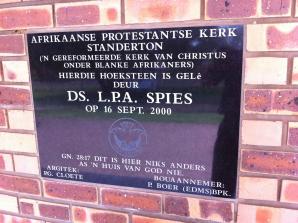 AFRIKAANSE PROTESTANTSE KERK
STANDERTON
('N GEREFORMEERDE KERK VAN CHRISTUS
ONDER BLANKE AFRIKANERS)
HIERDIE HOEKSTEEN IS GELê
DEUR
DS. L.P.A. SPIES
OP 16 SEPT. 2000
GN. 28:17 DIT IS HIER NIKS ANDERS
AS 'N HUIS VAN GOD NIE.
ARGITEK: BOUAANNEMER:
P.G. CLOETE P. BOER (EDMS)BPK.